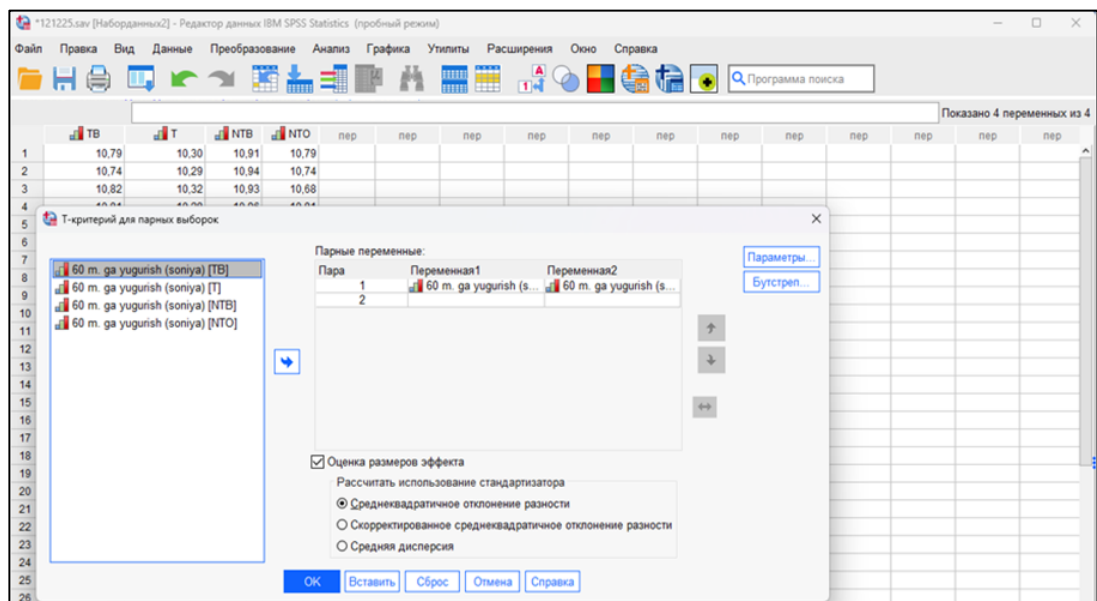 *121225.sav [Наборданных2] - Редактор данных IBM SPSS Statistics (пробный режим)
Файл Правка Вид Данные Преобразование Анализ Графика Утилиты Расширения Окно Справка
Программа поиска
Показано 4 переменных из 4
TB T NTB NTO пер пер пер пер пер пер пер пер пер пер пер
1 10,79 10,30 10,91 10,79
2 10,74 10,29 10,94 10,74
3 10,82 10,32 10,93 10,68
4
5
6
7
8
9
10
11
12
13
14
15
16
17
18
19
20
21
22
23
24
25
26
Т-критерий для парных выборок
60 m. ga yugurish (soniya) [TB]
60 m. ga yugurish (soniya) [T]
60 m. ga yugurish (soniya) [NTB]
60 m. ga yugurish (soniya) [NTO]
Парные переменные:
Пара Переменная1 Переменная2
1 60 m. ga yugurish (s... 60 m. ga yugurish (s...
2
Параметры...
Бутстреп...
Оценка размеров эффекта
Рассчитать использование стандартизатора
Среднеквадратичное отклонение разности
Скорректированное среднеквадратичное отклонение разности
Средняя дисперсия
OK Вставить Сброс Отмена Справка